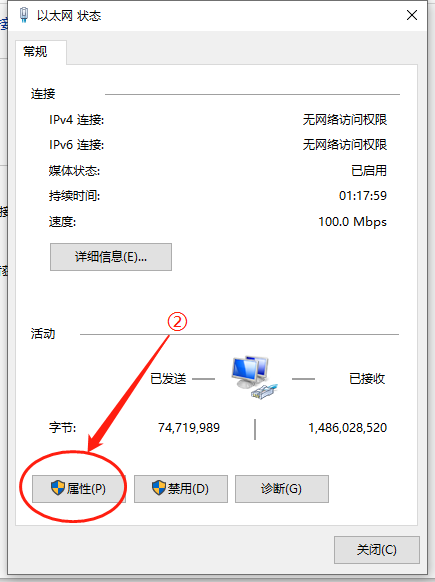 以太网 状态
常规
连接
IPv4 连接: 无网络访问权限
IPv6 连接: 无网络访问权限
媒体状态: 已启用
持续时间: 01:17:59
速度: 100.0 Mbps
详细信息(E)...
②
活动
已发送 已接收
字节: 74,719,989 1,486,028,520
属性(P) 禁用(D) 诊断(G)
关闭(C)